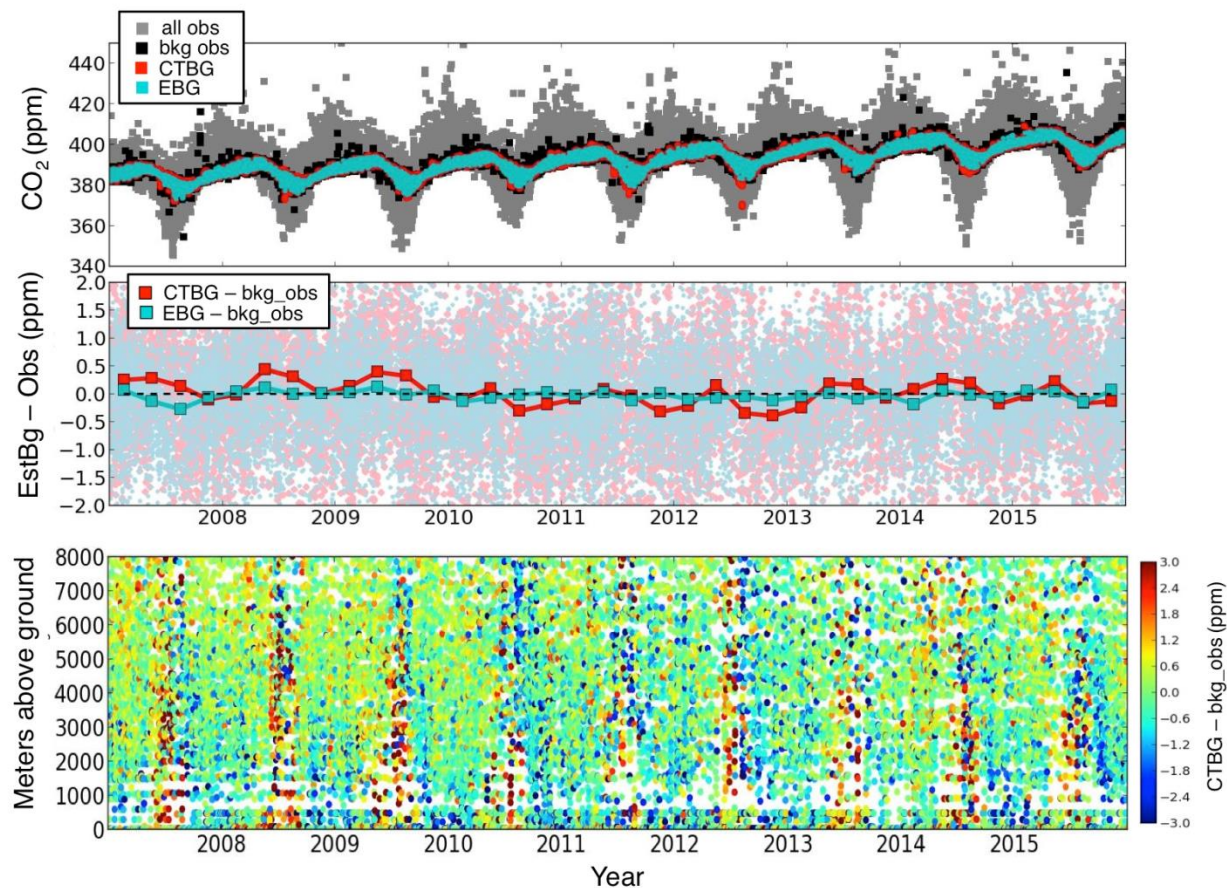 all obs
bkg obs
CTBG
EBG
CO₂ (ppm)
440
420
400
380
360
340
CTBG – bkg_obs
EBG – bkg_obs
EstBg – Obs (ppm)
2.0
1.5
1.0
0.5
0.0
−0.5
−1.0
−1.5
−2.0
2008 2009 2010 2011 2012 2013 2014 2015
Meters above ground
8000
7000
6000
5000
4000
3000
2000
1000
0
2008 2009 2010 2011 2012 2013 2014 2015
Year
3.0
2.4
1.8
1.2
0.6
0.0
−0.6
−1.2
−1.8
−2.4
−3.0
CTBG – bkg_obs (ppm)